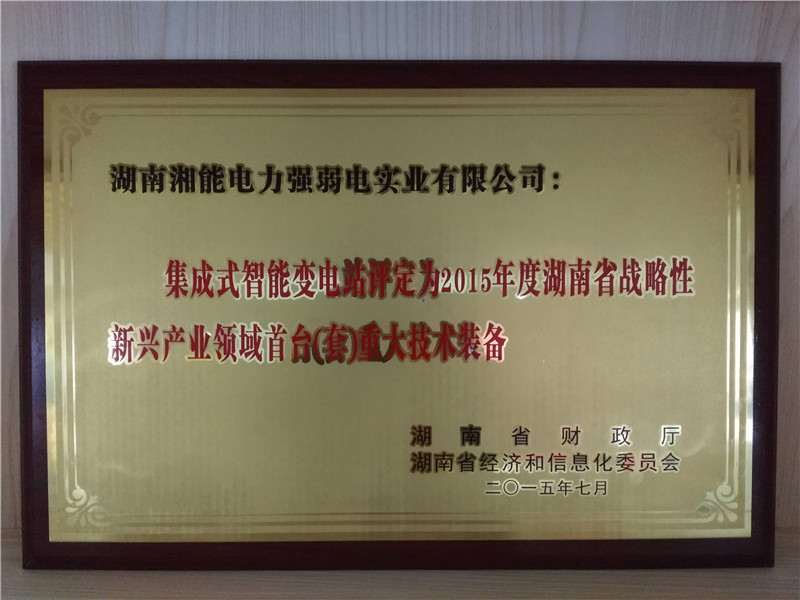 湖南湘能电力强弱电实业有限公司：
集成式智能变电站评定为2015年度湖南省战略性
新兴产业领域首台(套)重大技术装备
湖南省财政厅
湖南省经济和信息化委员会
二〇一五年七月